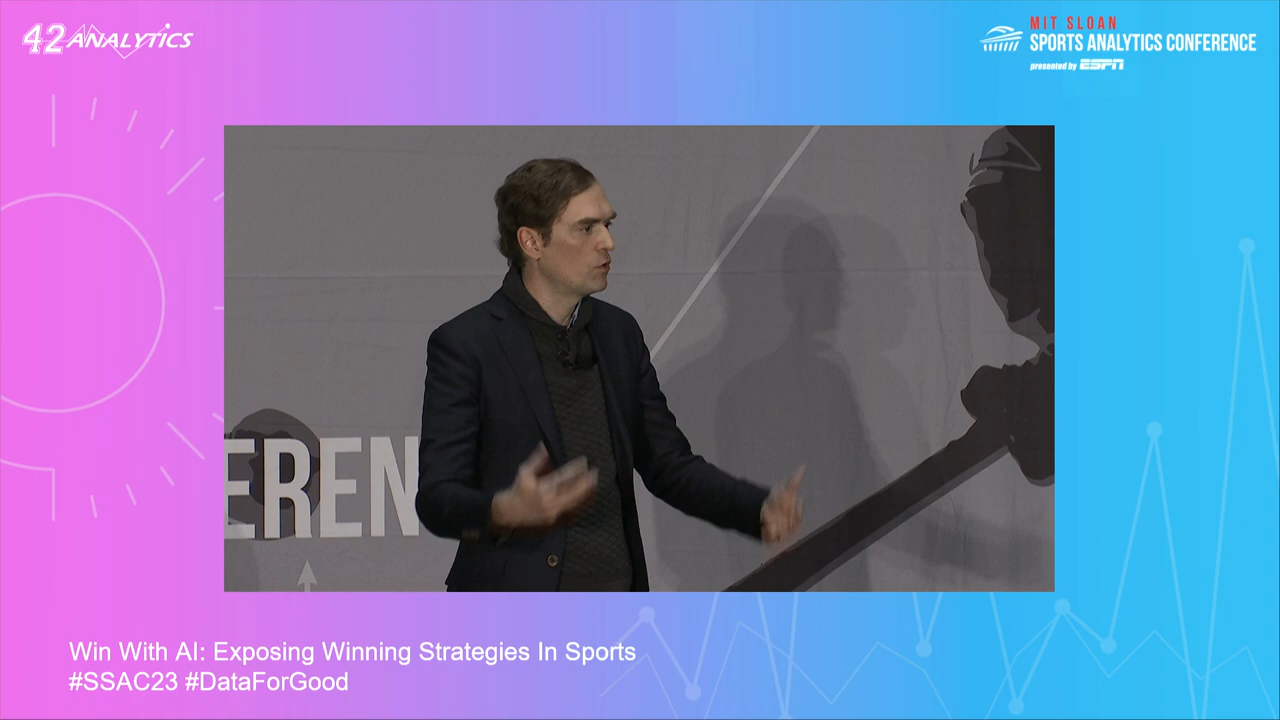 42 ANALYTICS
MIT SLOAN
SPORTS ANALYTICS CONFERENCE
presented by ESPN
EREN
Win With AI: Exposing Winning Strategies In Sports
#SSAC23 #DataForGood